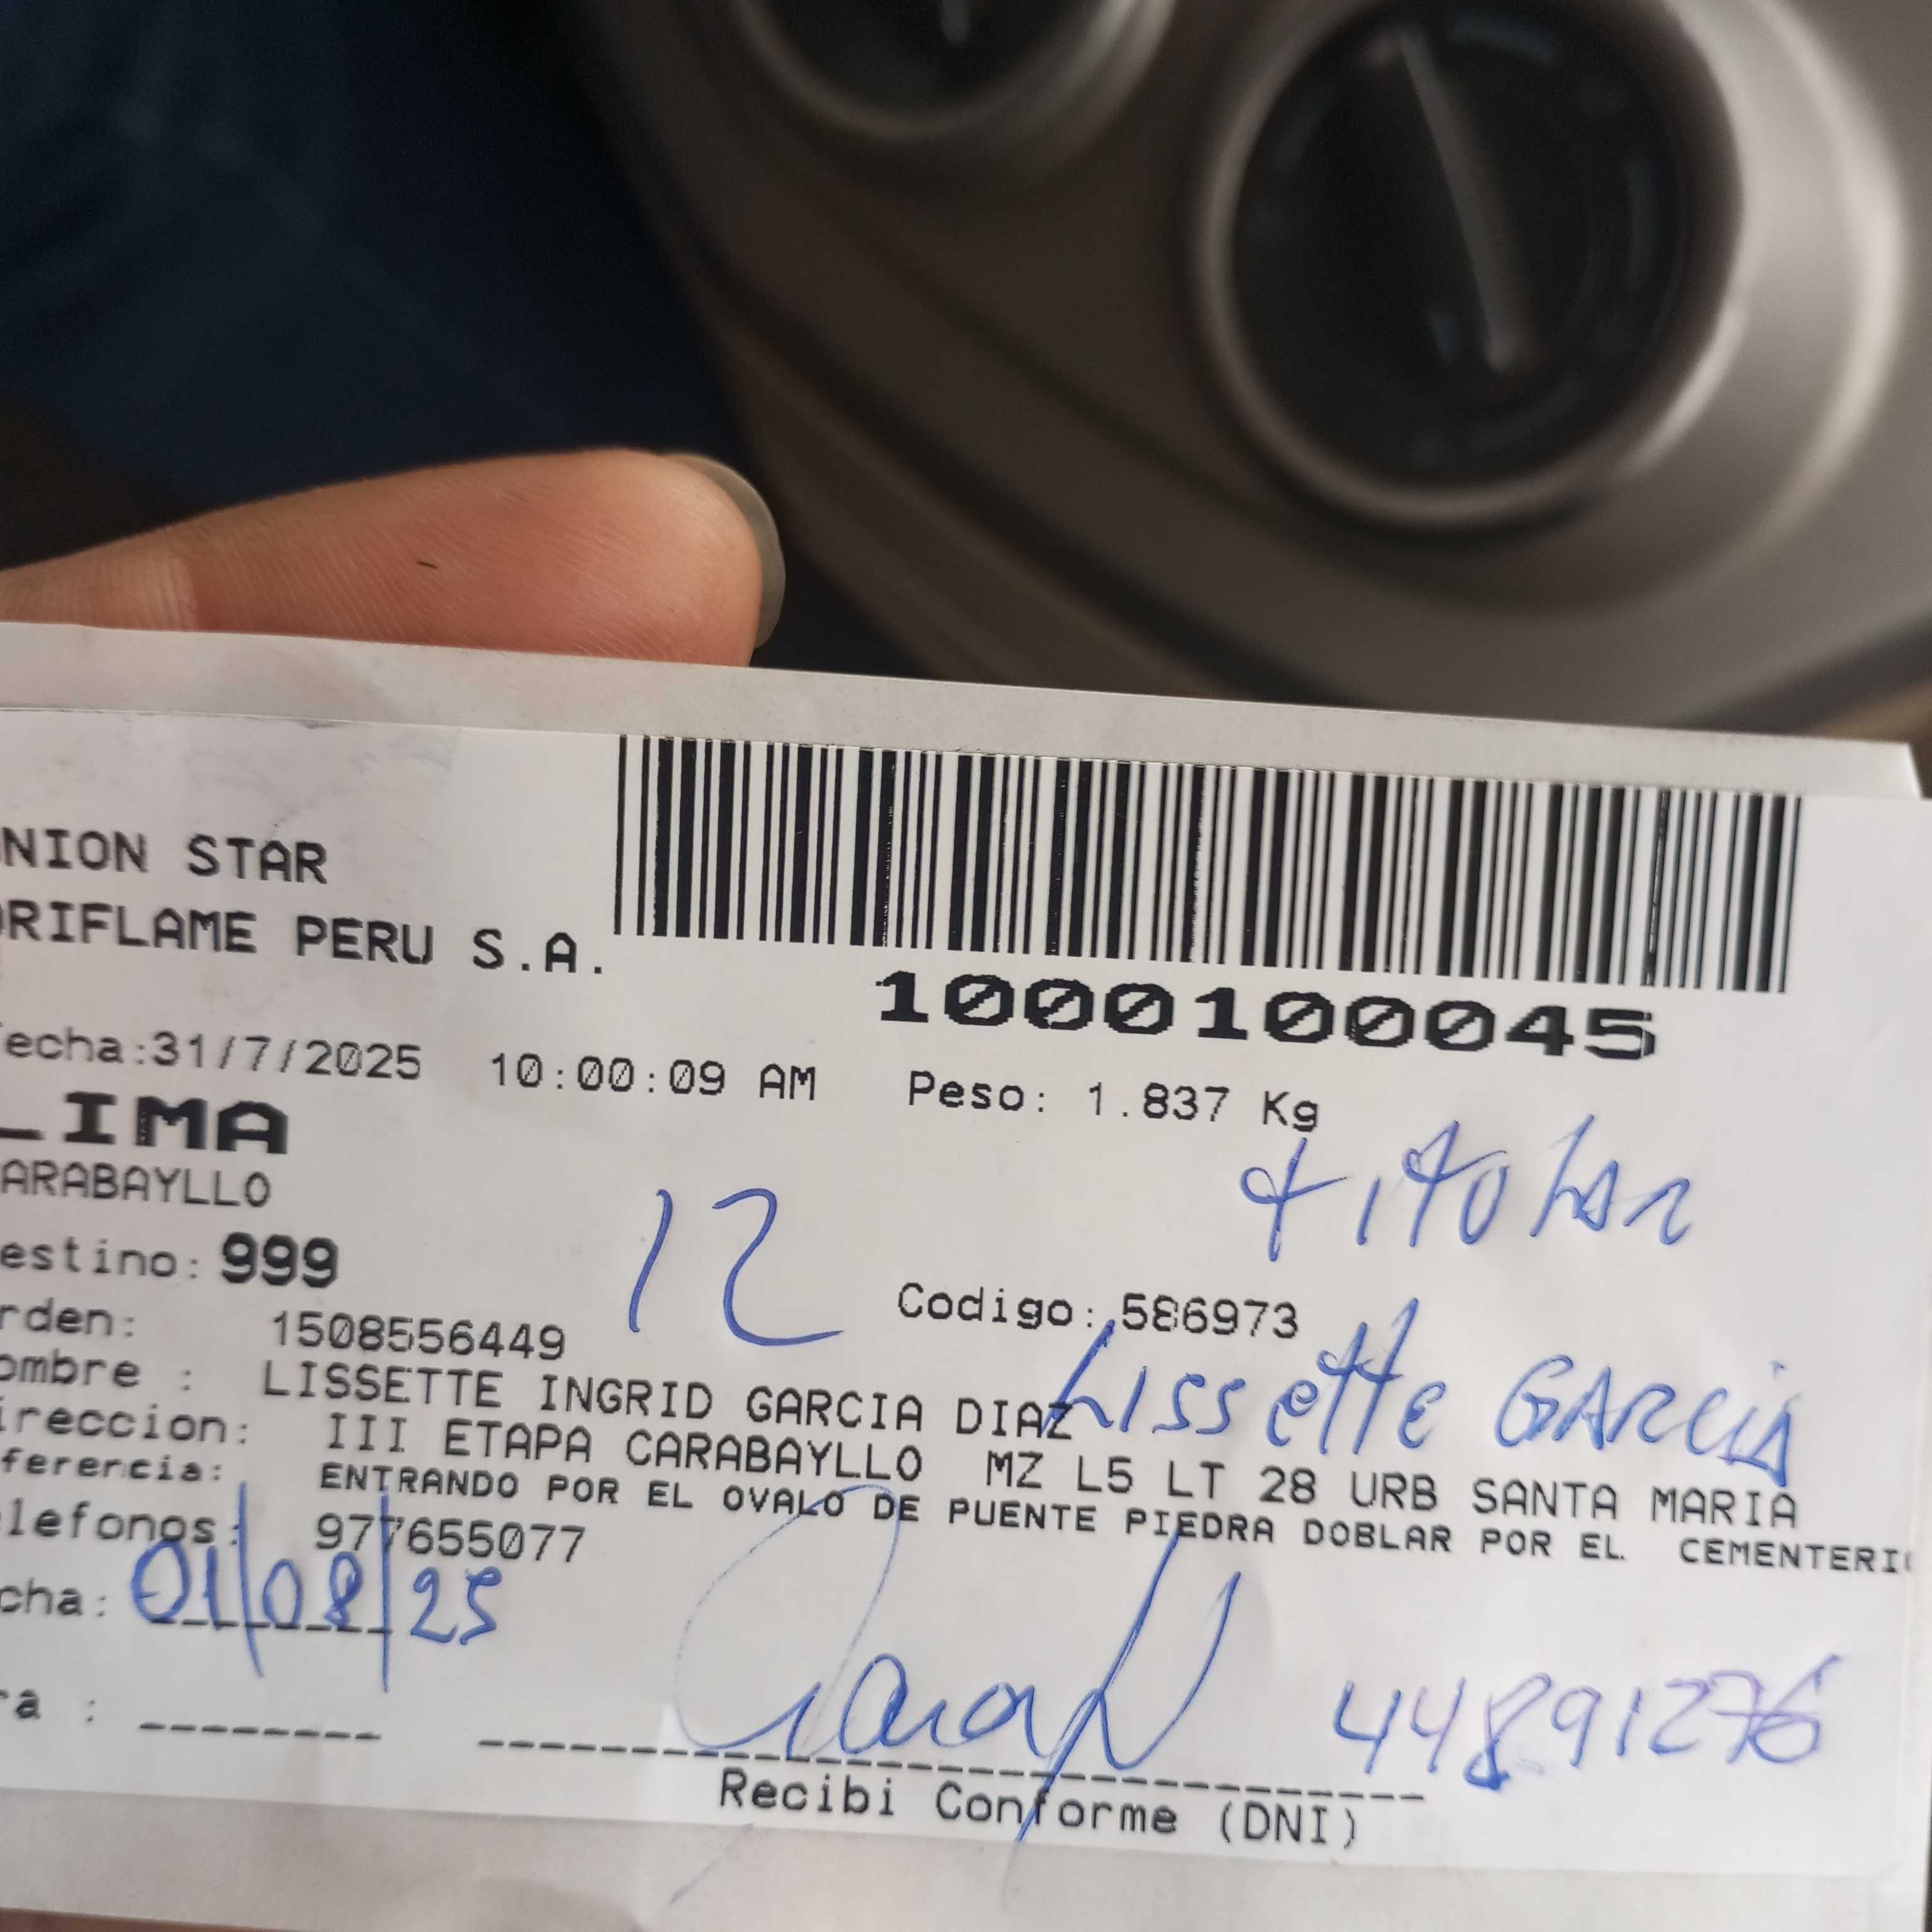 NION STAR
RIFLAME PERU S.A.
1000100045
echa:31/7/2025 10:00:09 AM Peso: 1.837 Kg
LIMA
ARABAYLLO
titolar
12
estino: 999
Codigo: 586973
rden: 1508556449
Lissette GARCIA
ombre : LISSETTE INGRID GARCIA DIAZ
ireccion: III ETAPA CARABAYLLO MZ L5 LT 28 URB SANTA MARIA
ferencia: ENTRANDO POR EL OVALO DE PUENTE PIEDRA DOBLAR POR EL CEMENTERI
lefonos: 977655077
cha: 01/08/25
ra :
44891276
Recibi Conforme (DNI)